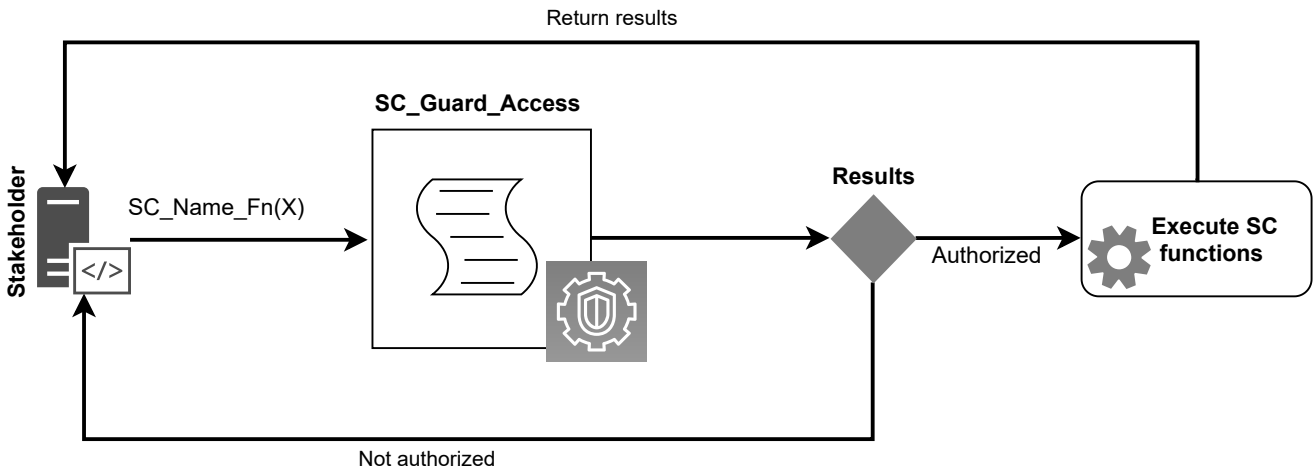 Return results
SC_Guard_Access
Stakeholder
SC_Name_Fn(X)
</>
Results
Authorized
Execute SC
functions
Not authorized